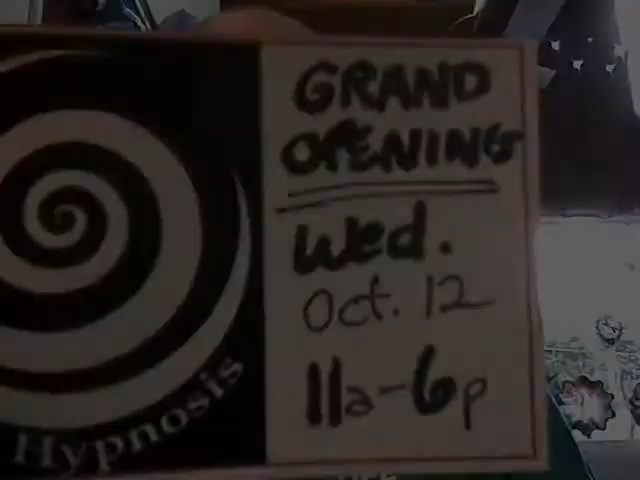 GRAND
OPENING
Wed.
Oct. 12
11a-6p
Hypnosis